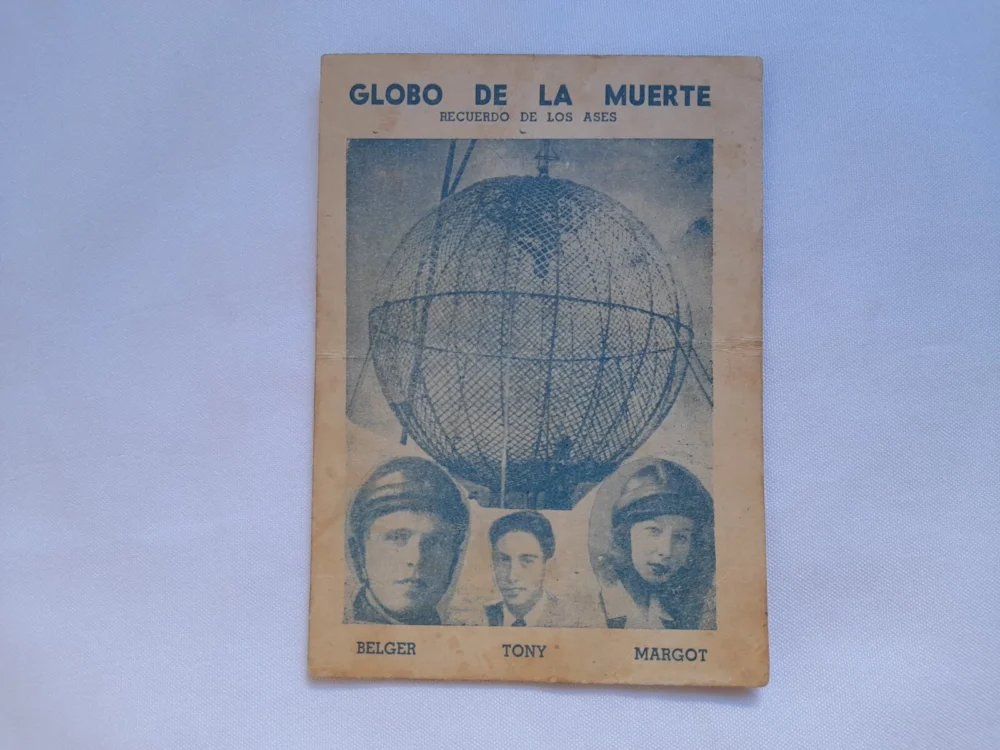 GLOBO DE LA MUERTE
RECUERDO DE LOS ASES
BELGER TONY MARGOT